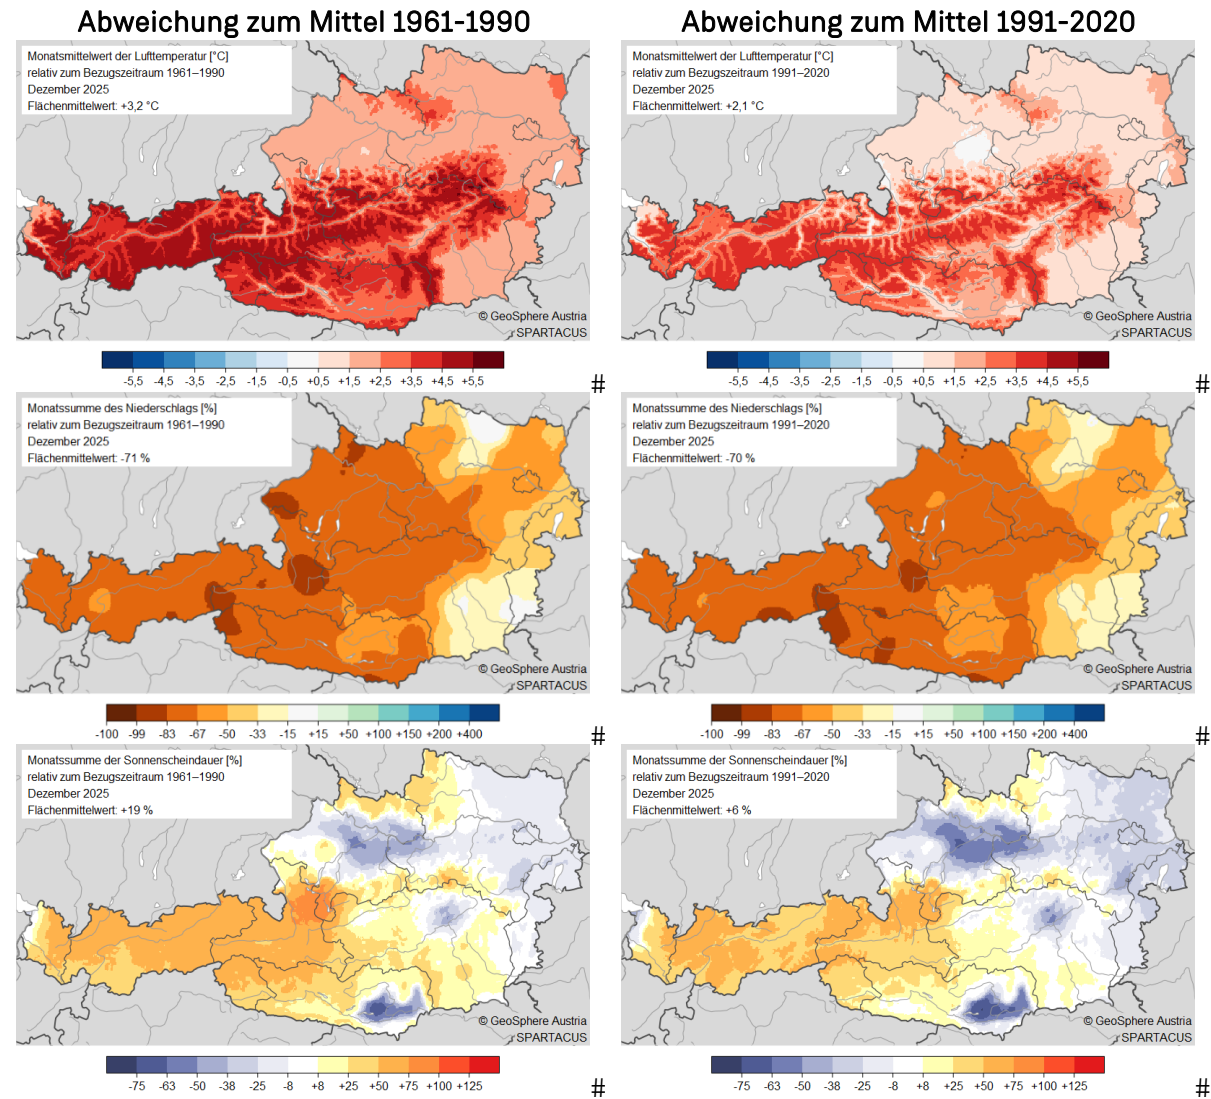 Abweichung zum Mittel 1961-1990
Abweichung zum Mittel 1991-2020
Monatsmittelwert der Lufttemperatur [°C]
relativ zum Bezugszeitraum 1961–1990
Dezember 2025
Flächenmittelwert: +3,2 °C
© GeoSphere Austria
SPARTACUS
-5,5 -4,5 -3,5 -2,5 -1,5 -0,5 +0,5 +1,5 +2,5 +3,5 +4,5 +5,5
#
Monatsmittelwert der Lufttemperatur [°C]
relativ zum Bezugszeitraum 1991–2020
Dezember 2025
Flächenmittelwert: +2,1 °C
© GeoSphere Austria
SPARTACUS
-5,5 -4,5 -3,5 -2,5 -1,5 -0,5 +0,5 +1,5 +2,5 +3,5 +4,5 +5,5
#
Monatssumme des Niederschlags [%]
relativ zum Bezugszeitraum 1961–1990
Dezember 2025
Flächenmittelwert: -71 %
© GeoSphere Austria
SPARTACUS
-100 -99 -83 -67 -50 -33 -15 +15 +50 +100 +150 +200 +400
#
Monatssumme des Niederschlags [%]
relativ zum Bezugszeitraum 1991–2020
Dezember 2025
Flächenmittelwert: -70 %
© GeoSphere Austria
SPARTACUS
-100 -99 -83 -67 -50 -33 -15 +15 +50 +100 +150 +200 +400
#
Monatssumme der Sonnenscheindauer [%]
relativ zum Bezugszeitraum 1961–1990
Dezember 2025
Flächenmittelwert: +19 %
© GeoSphere Austria
SPARTACUS
-75 -63 -50 -38 -25 -8 +8 +25 +50 +75 +100 +125
#
Monatssumme der Sonnenscheindauer [%]
relativ zum Bezugszeitraum 1991–2020
Dezember 2025
Flächenmittelwert: +6 %
© GeoSphere Austria
SPARTACUS
-75 -63 -50 -38 -25 -8 +8 +25 +50 +75 +100 +125
#